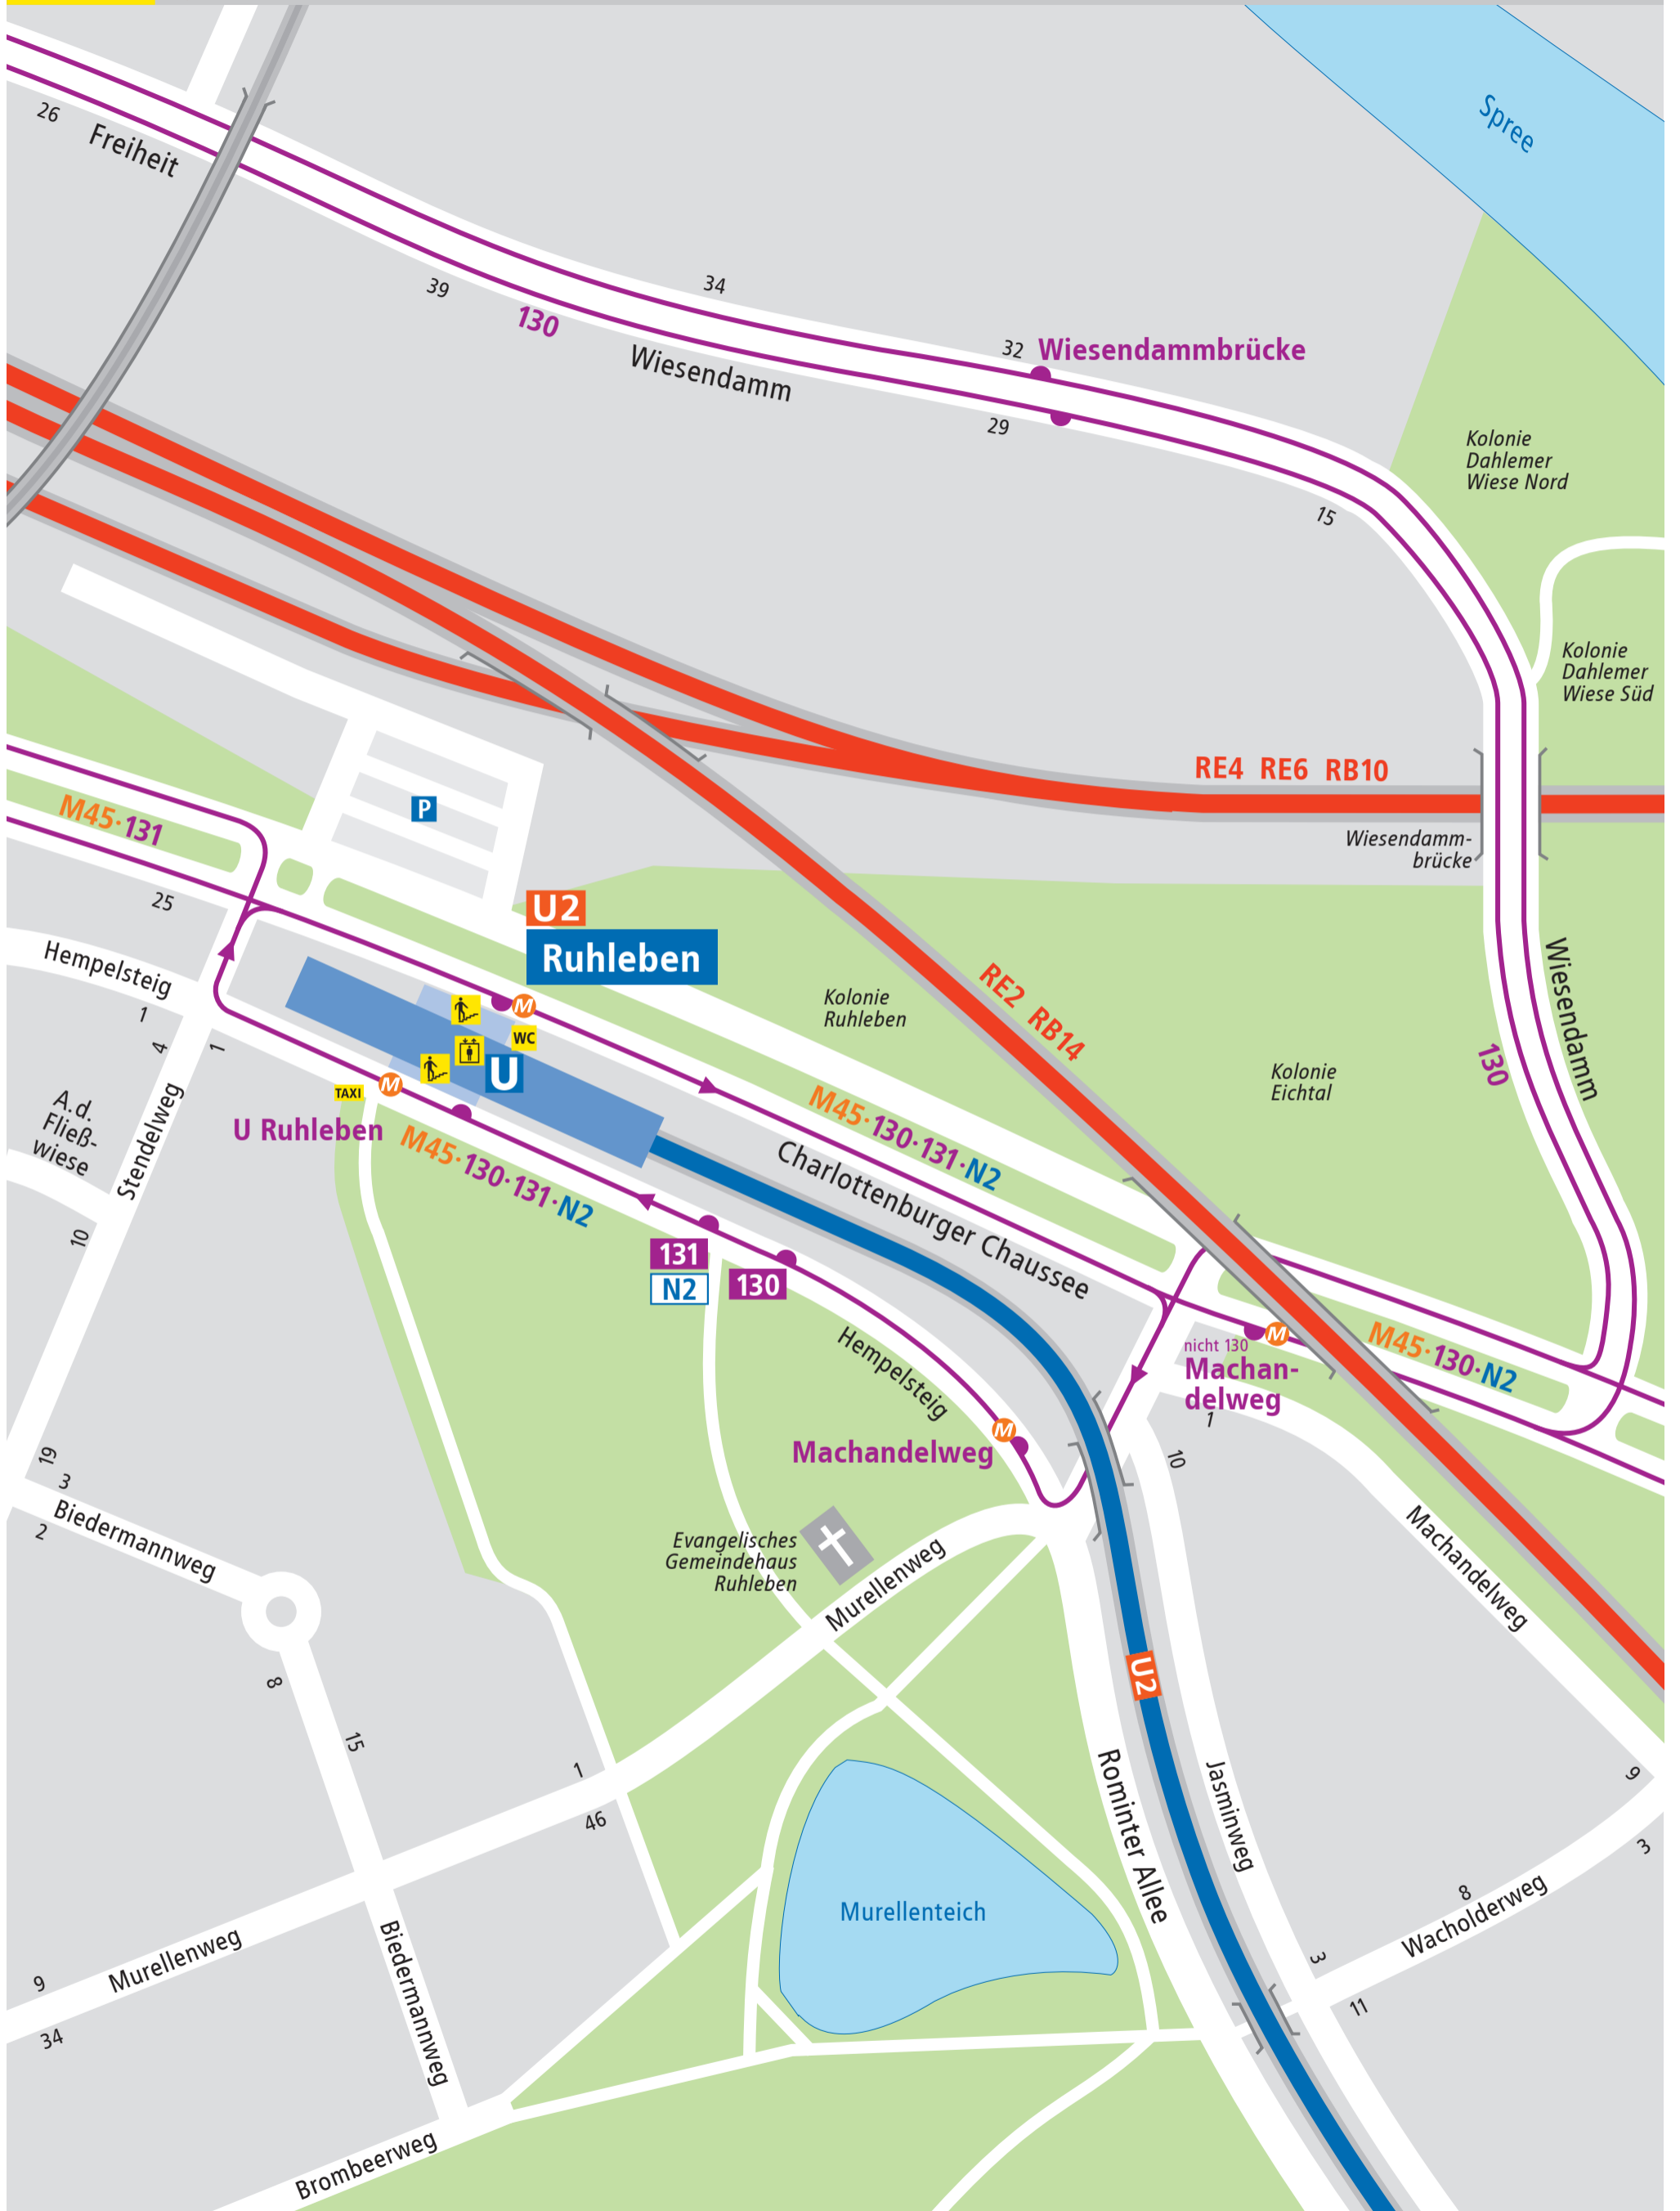 Spree
26
Freiheit
39
130
34
Wiesendamm
32
Wiesendammbrücke
29
15
Kolonie
Dahlemer
Wiese Nord
Kolonie
Dahlemer
Wiese Süd
RE4 RE6 RB10
Wiesendamm-
brücke
M45·131
P
25
U2
Ruhleben
Hempelsteig
1
4
1
M
WC
U
M
TAXI
U Ruhleben
Kolonie
Ruhleben
RE2 RB14
Kolonie
Eichtal
130
Wiesendamm
A.d.
Fließ-
wiese
Stendelweg
10
M45·130·131·N2
M45·130·131·N2
Charlottenburger Chaussee
131
N2
130
Hempelsteig
M
nicht 130
Machan-
delweg
1
M45·130·N2
M
Machandelweg
10
19
3
Biedermannweg
2
Evangelisches
Gemeindehaus
Ruhleben
Murellenweg
Machandelweg
8
15
U2
1
46
Rominter Allee
Jasminweg
9
3
8
Wacholderweg
3
11
Murellenteich
9
Murellenweg
34
Biedermannweg
Brombeerweg